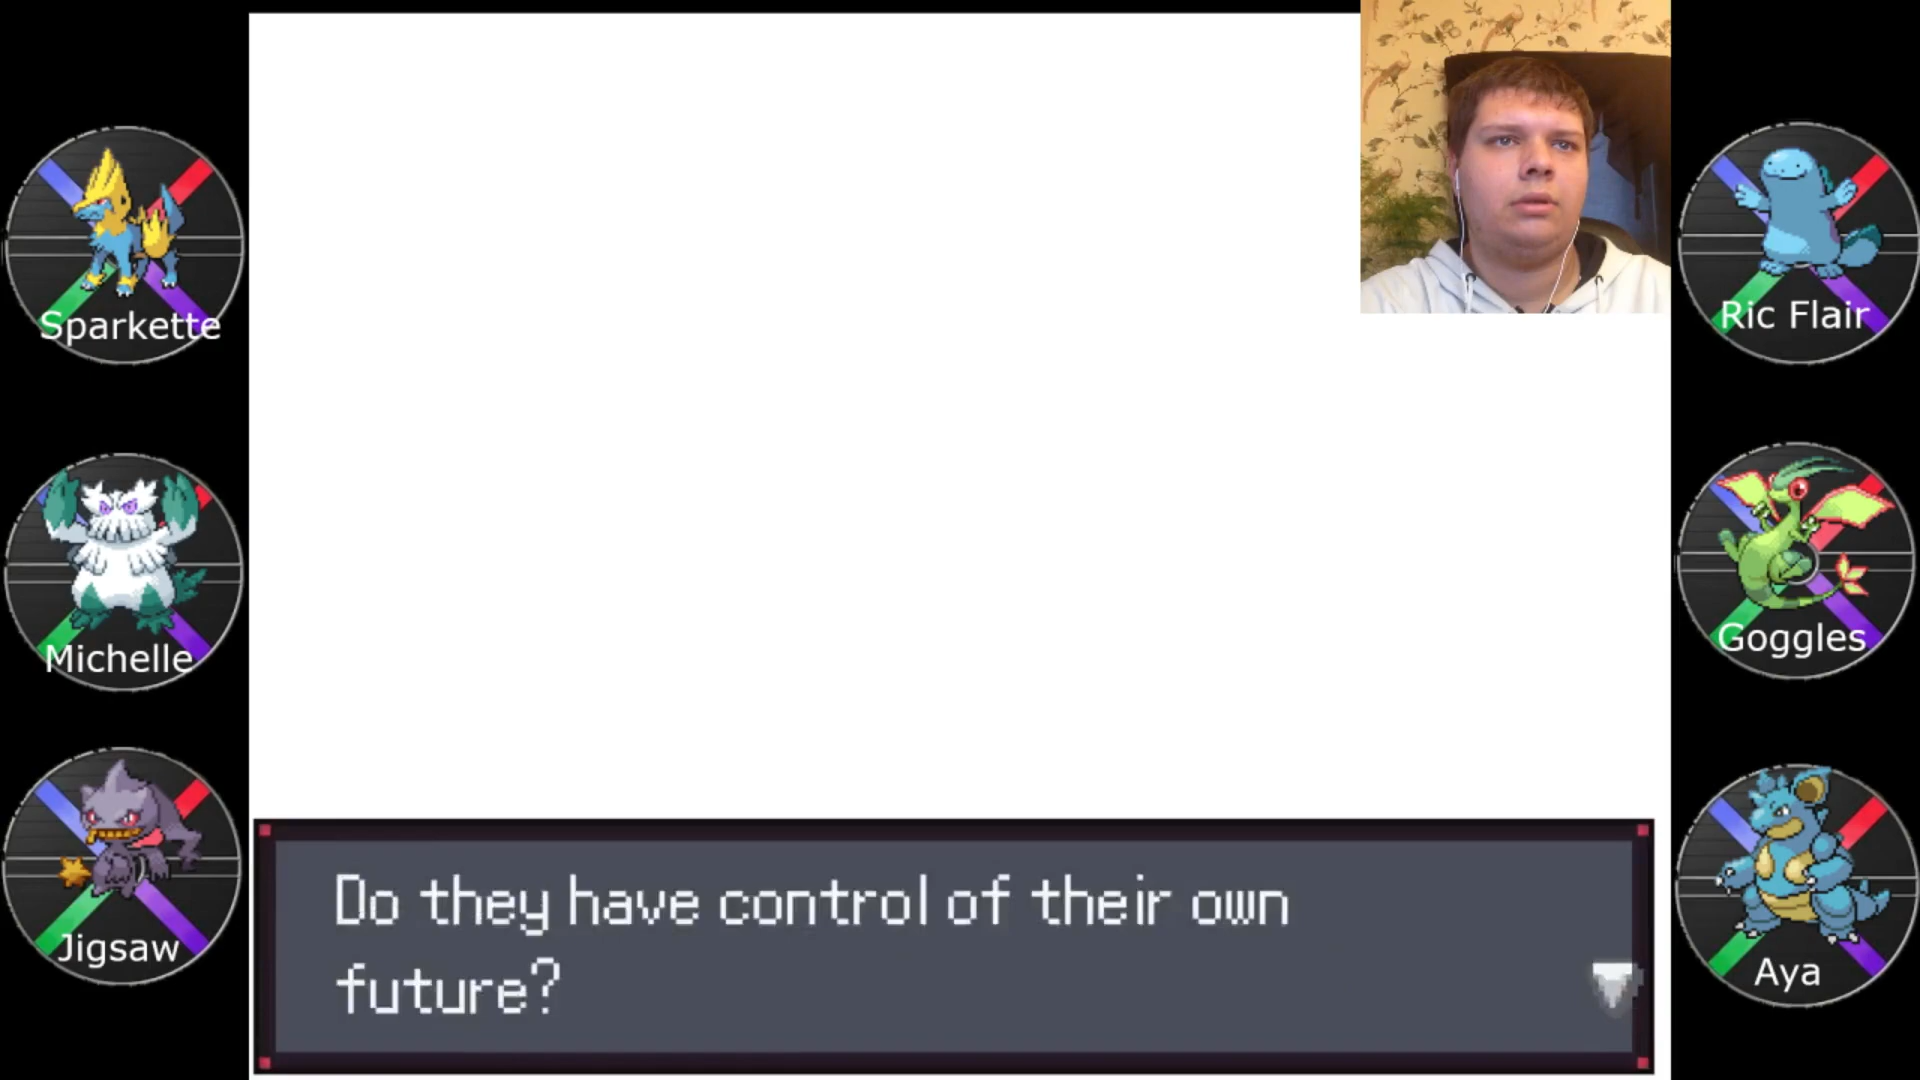 Sparkette
Michelle
Jigsaw
Ric Flair
Goggles
Aya
Do they have control of their own
future?